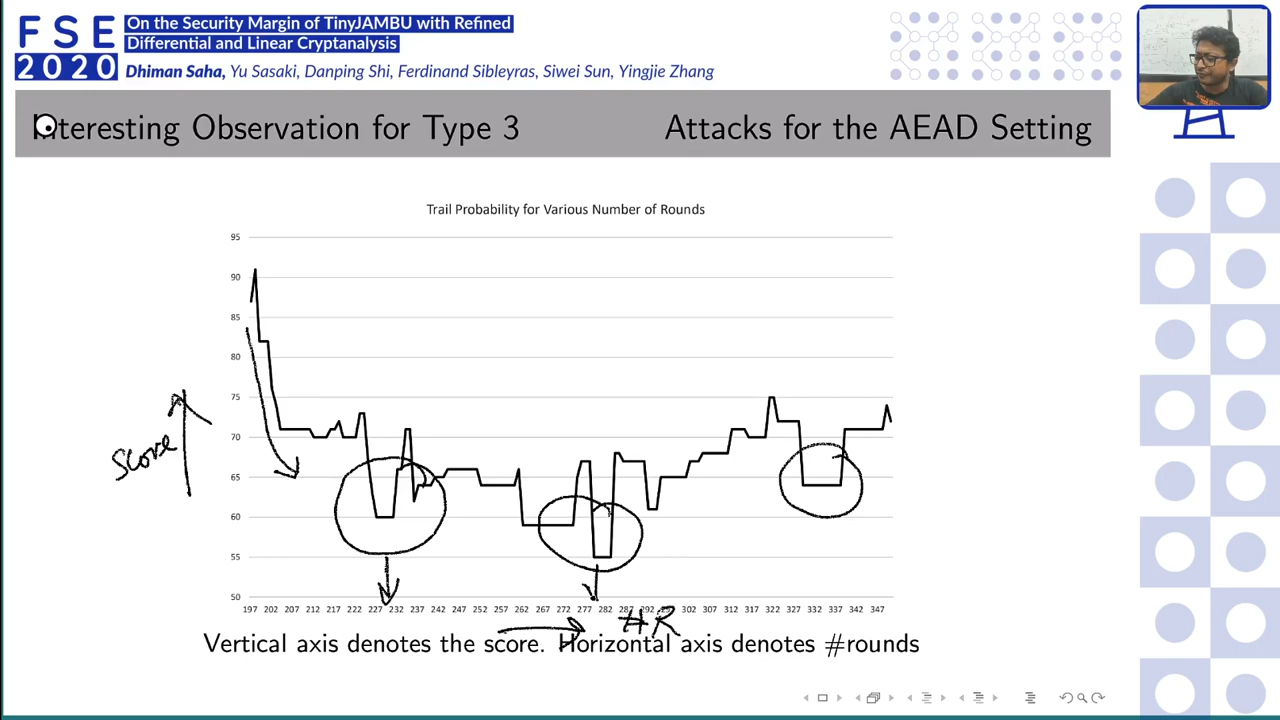 FSE 2020
On the Security Margin of TinyJAMBU with Refined
Differential and Linear Cryptanalysis
Dhiman Saha, Yu Sasaki, Danping Shi, Ferdinand Sibleyras, Siwei Sun, Yingjie Zhang
Interesting Observation for Type 3 Attacks for the AEAD Setting
Trail Probability for Various Number of Rounds
95
90
85
80
75
70
65
60
55
50
score
197 202 207 212 217 222 227 232 237 242 247 252 257 262 267 272 277 282 287 292 297 302 307 312 317 322 327 332 337 342 347
#R
Vertical axis denotes the score. Horizontal axis denotes #rounds